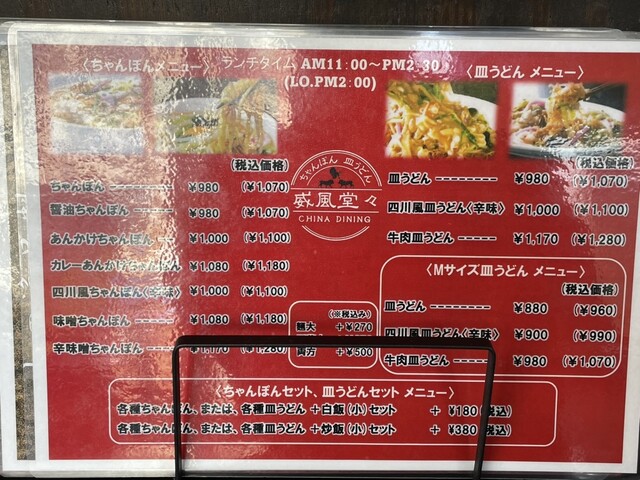 〈ちゃんぽんメニュー〉
ランチタイム AM11:00〜PM2:30
(LO.PM2:00)
〈皿うどん メニュー〉
(税込価格)
ちゃんぽん -------- ¥980 (¥1,070)
醤油ちゃんぽん ----- ¥980 (¥1,070)
あんかけちゃんぽん -- ¥1,000 (¥1,100)
カレーあんかけちゃんぽん ¥1,080 (¥1,180)
四川風ちゃんぽん〈辛味〉 ¥1,000 (¥1,100)
味噌ちゃんぽん ----- ¥1,080 (¥1,180)
辛味噌ちゃんぽん ---- ¥1,170 (¥1,280)
ちゃんぽん 皿うどん
威風堂々
CHINA DINING
(※税込み)
麺大 +¥270
両方 +¥500
(税込価格)
皿うどん -------- ¥980 (¥1,070)
四川風皿うどん〈辛味〉 ¥1,000 (¥1,100)
牛肉皿うどん ----- ¥1,170 (¥1,280)
〈Mサイズ皿うどん メニュー〉
(税込価格)
皿うどん -------- ¥880 (¥960)
四川風皿うどん〈辛味〉 ¥900 (¥990)
牛肉皿うどん ----- ¥980 (¥1,070)
〈ちゃんぽんセット、皿うどんセット メニュー〉
各種ちゃんぽん、または、各種皿うどん +白飯(小)セット + ¥180(税込)
各種ちゃんぽん、または、各種皿うどん +炒飯(小)セット + ¥380(税込)